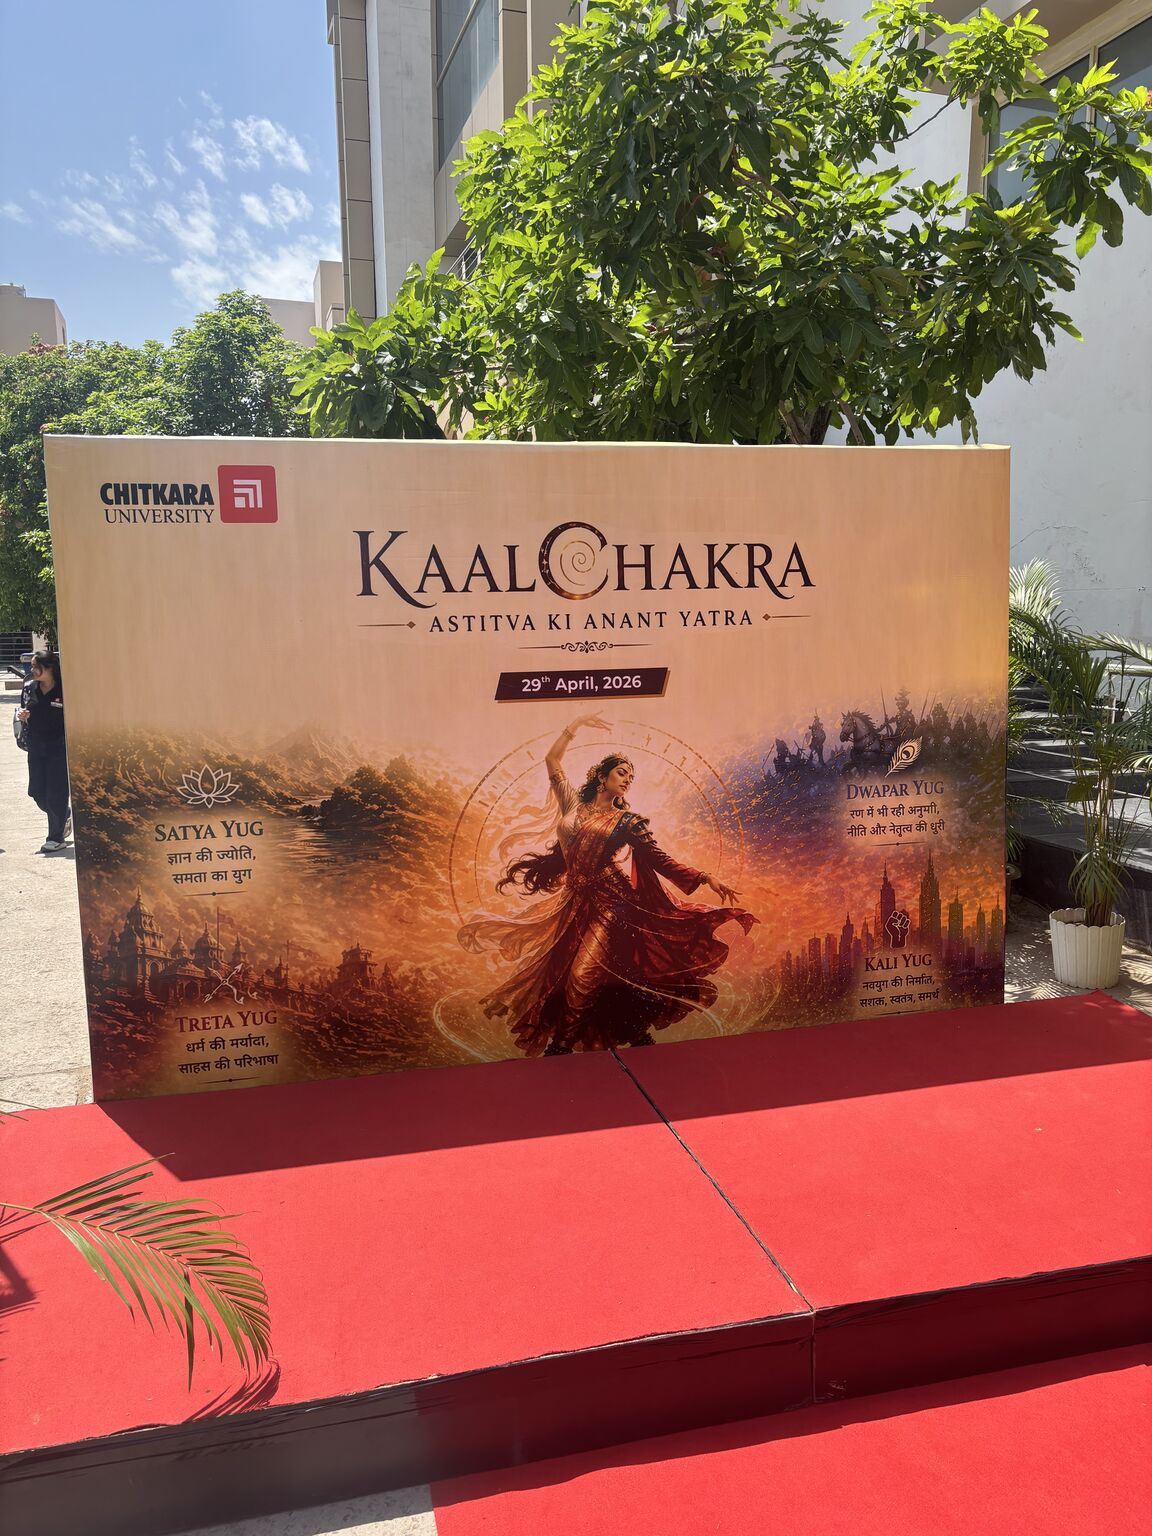 CHITKARA
UNIVERSITY
KAALCHAKRA
ASTITVA KI ANANT YATRA
29th April, 2026
SATYA YUG
ज्ञान की ज्योति,
समता का युग
TRETA YUG
धर्म की मर्यादा,
साहस की परिभाषा
DWAPAR YUG
रण में भी रही
नीति और नेतृत्व की धुरी
KALI YUG
नवयुग की निर्मात,
सशक, स्वतंत्र, समर्थ